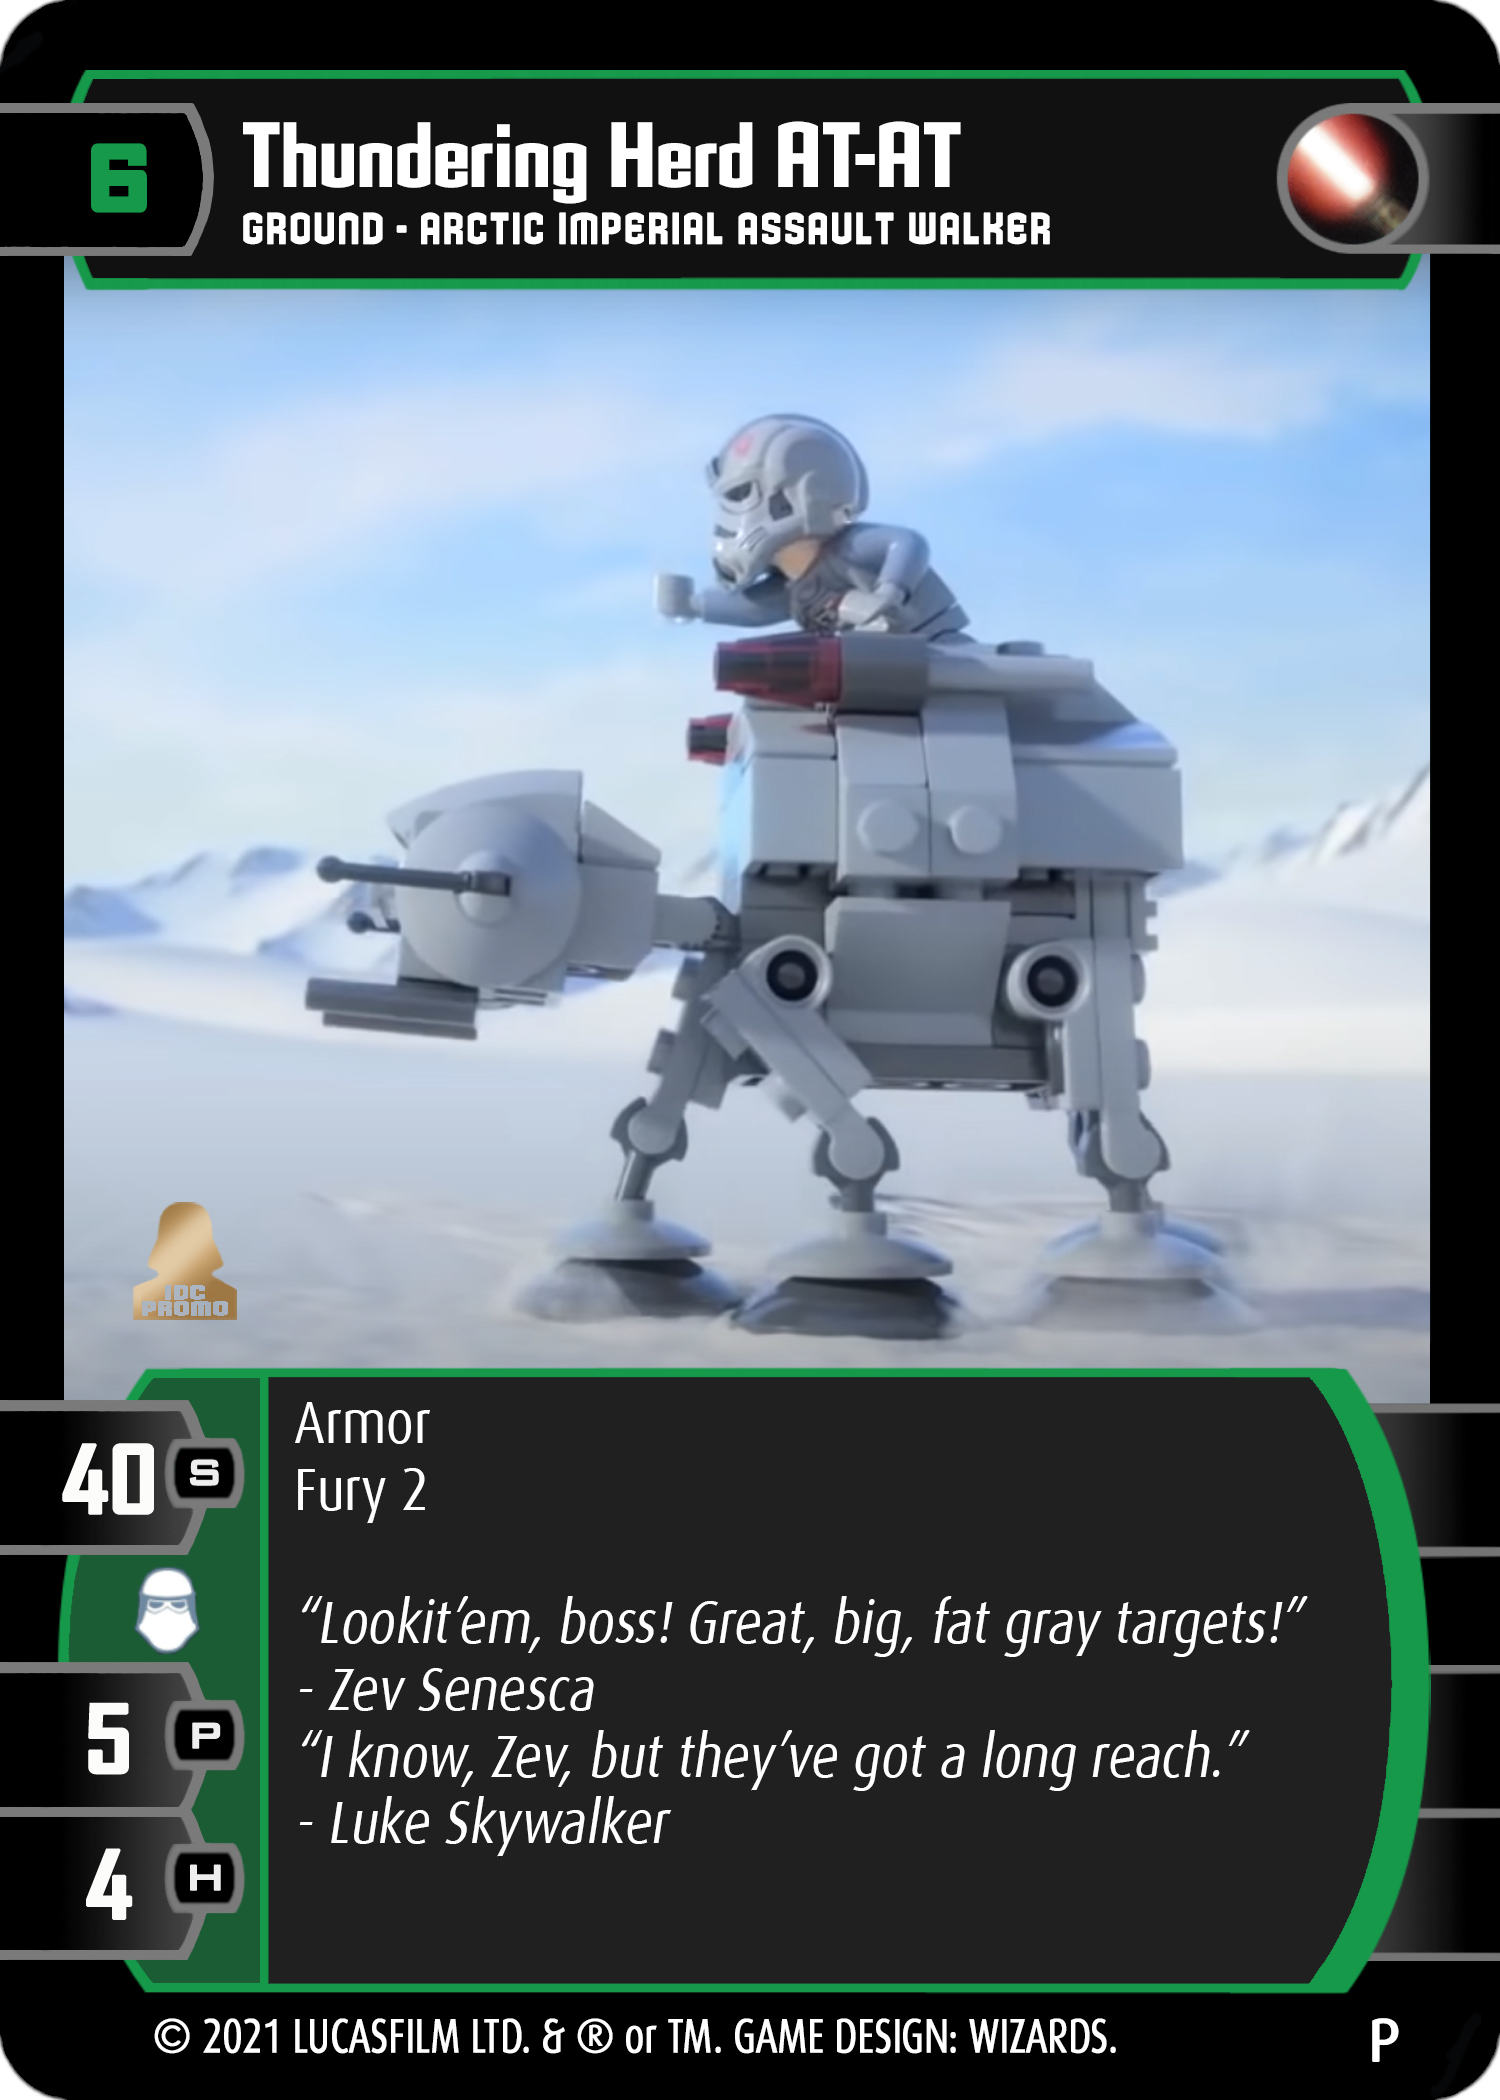 6
Thundering Herd AT-AT
GROUND - ARCTIC IMPERIAL ASSAULT WALKER
IDC
PROMO
40 S
5 P
4 H
Armor
Fury 2
“Lookit’em, boss! Great, big, fat gray targets!”
- Zev Senesca
“I know, Zev, but they’ve got a long reach.”
- Luke Skywalker
© 2021 LUCASFILM LTD. & ® or TM. GAME DESIGN: WIZARDS.
P